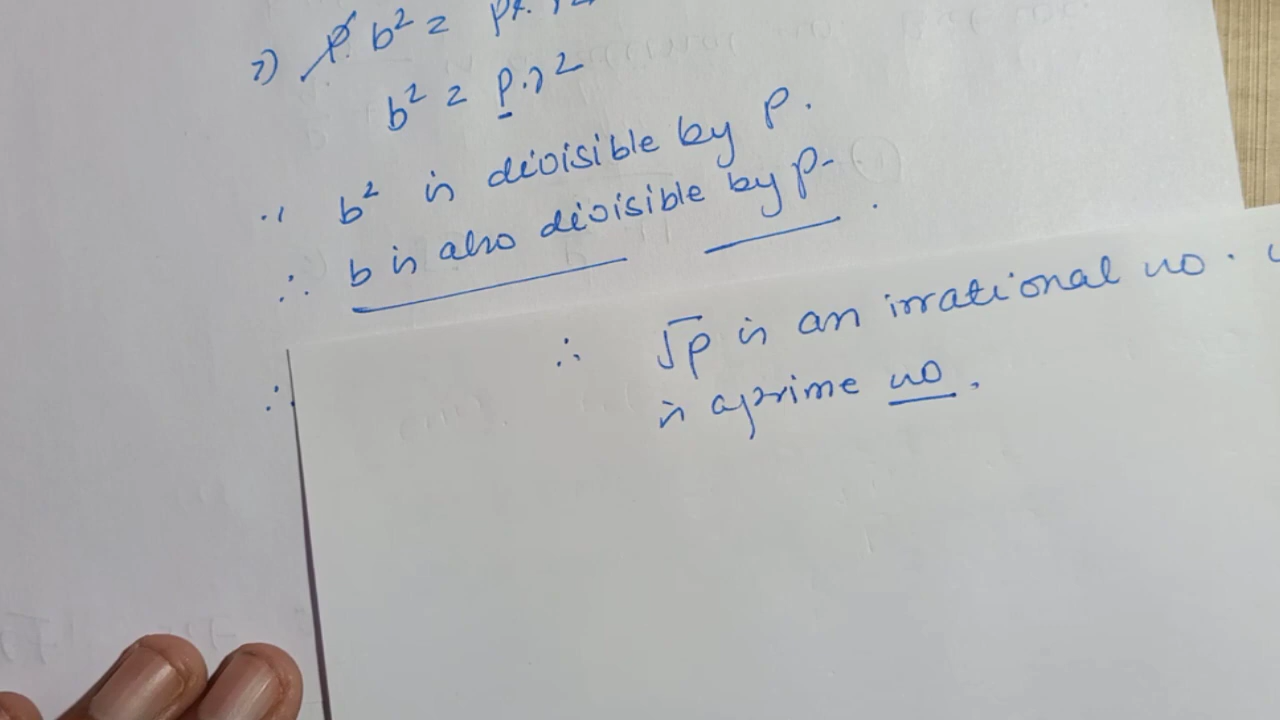 b² = p
b² = p.r²
∴ b² is divisible by p.
∴ b is also divisible by p.
∴
∴ √p is an irrational no.
is a prime no.